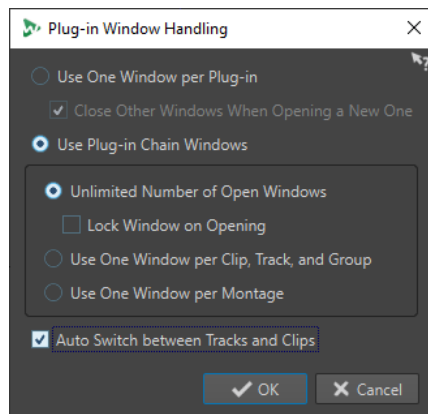 Plug-in Window Handling
Use One Window per Plug-in
Close Other Windows When Opening a New One
Use Plug-in Chain Windows
Unlimited Number of Open Windows
Lock Window on Opening
Use One Window per Clip, Track, and Group
Use One Window per Montage
Auto Switch between Tracks and Clips
OK Cancel